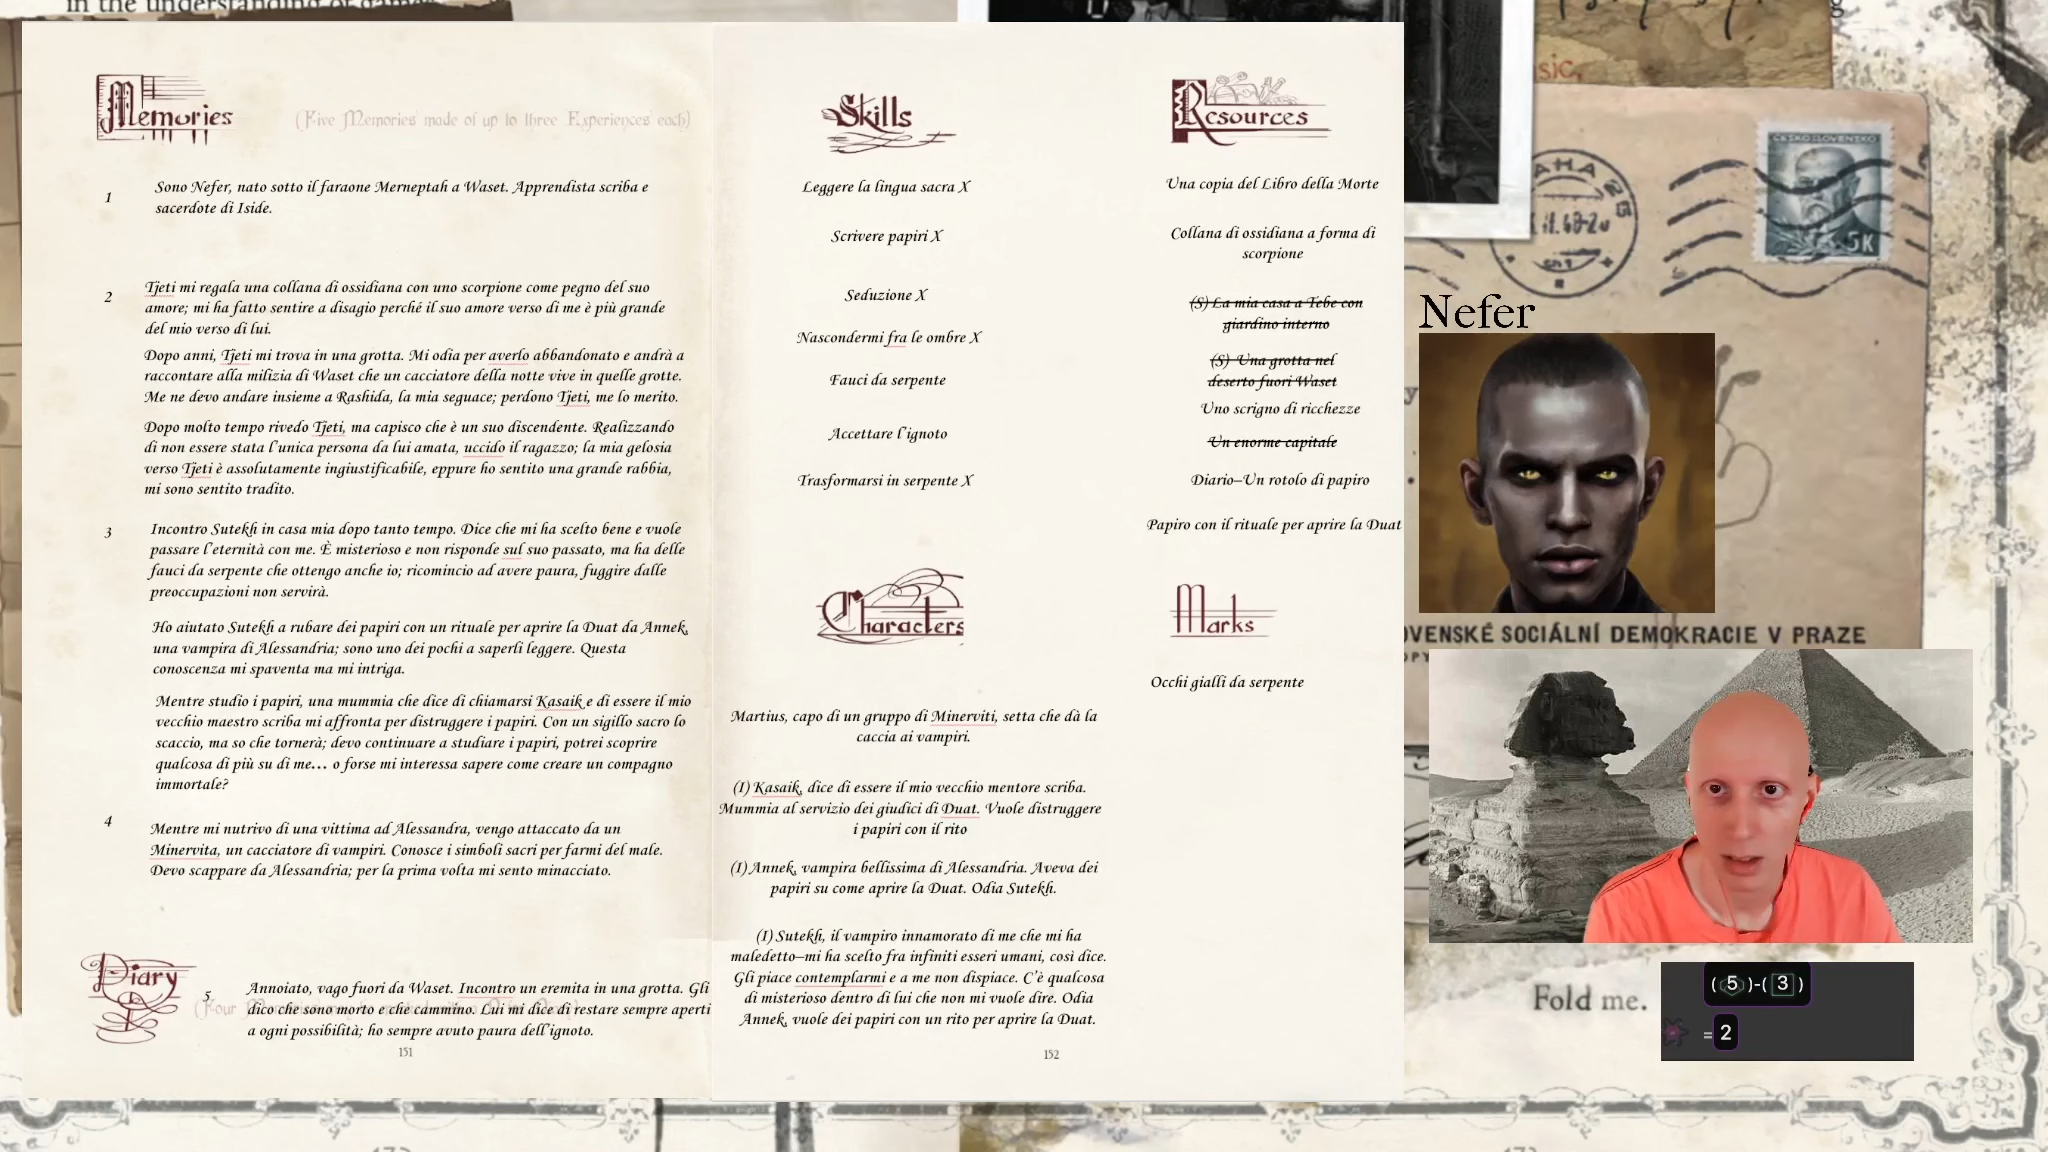 in the understanding of games
Memories
(Five Memories made of up to three Experiences each)
1
Sono Nefer, nato sotto il faraone Merneptah a Waset. Apprendista scriba e
sacerdote di Iside.
2
Tjeti mi regala una collana di ossidiana con uno scorpione come pegno del suo
amore; mi ha fatto sentire a disagio perché il suo amore verso di me è più grande
del mio verso di lui.
Dopo anni, Tjeti mi trova in una grotta. Mi odia per averlo abbandonato e andrà a
raccontare alla milizia di Waset che un cacciatore della notte vive in quelle grotte.
Me ne devo andare insieme a Rashida, la mia seguace; perdono Tjeti, me lo merito.
Dopo molto tempo rivedo Tjeti, ma capisco che è un suo discendente. Realizzando
di non essere stata l'unica persona da lui amata, uccido il ragazzo; la mia gelosia
verso Tjeti è assolutamente ingiustificabile, eppure ho sentito una grande rabbia,
mi sono sentito tradito.
3
Incontro Sutekh in casa mia dopo tanto tempo. Dice che mi ha scelto bene e vuole
passare l'eternità con me. È misterioso e non risponde sul suo passato, ma ha delle
fauci da serpente che ottengo anche io; ricomincio ad avere paura, fuggire dalle
preoccupazioni non servirà.
Ho aiutato Sutekh a rubare dei papiri con un rituale per aprire la Duat da Annek,
una vampira di Alessandria; sono uno dei pochi a saperli leggere. Questa
conoscenza mi spaventa ma mi intriga.
Mentre studio i papiri, una mummia che dice di chiamarsi Kasaik e di essere il mio
vecchio maestro scriba mi affronta per distruggere i papiri. Con un sigillo sacro lo
scaccio, ma so che tornerà; devo continuare a studiare i papiri, potrei scoprire
qualcosa di più su di me... o forse mi interessa sapere come creare un compagno
immortale?
4
Mentre mi nutrivo di una vittima ad Alessandra, vengo attaccato da un
Minervita, un cacciatore di vampiri. Conosce i simboli sacri per farmi del male.
Devo scappare da Alessandria; per la prima volta mi sento minacciato.
Diary
5
Annoiato, vago fuori da Waset. Incontro un eremita in una grotta. Gli
dico che sono morto e che cammino. Lui mi dice di restare sempre aperti
a ogni possibilità; ho sempre avuto paura dell'ignoto.
151
Skills
Leggere la lingua sacra X
Scrivere papiri X
Seduzione X
Nascondermi fra le ombre X
Fauci da serpente
Accettare l'ignoto
Trasformarsi in serpente X
Resources
Una copia del Libro della Morte
Collana di ossidiana a forma di
scorpione
(S) La mia casa a Tebe con
giardino interno
(S) Una grotta nel
deserto fuori Waset
Uno scrigno di ricchezze
Un enorme capitale
Diario–Un rotolo di papiro
Papiro con il rituale per aprire la Duat
Characters
Martius, capo di un gruppo di Minerviti, setta che dà la
caccia ai vampiri.
(I) Kasaik, dice di essere il mio vecchio mentore scriba.
Mummia al servizio dei giudici di Duat. Vuole distruggere
i papiri con il rito
(I) Annek, vampira bellissima di Alessandria. Aveva dei
papiri su come aprire la Duat. Odia Sutekh.
(I) Sutekh, il vampiro innamorato di me che mi ha
maledetto–mi ha scelto fra infiniti esseri umani, così dice.
Gli piace contemplarmi e a me non dispiace. C'è qualcosa
di misterioso dentro di lui che non mi vuole dire. Odia
Annek, vuole dei papiri con un rito per aprire la Duat.
152
Marks
Occhi gialli da serpente
sic,
ČESKOSLOVENSKO
5K
Nefer
OVENSKÉ SOCIÁLNÍ DEMOKRACIE V PRAZE
Fold me.
(5)-(3)
=2